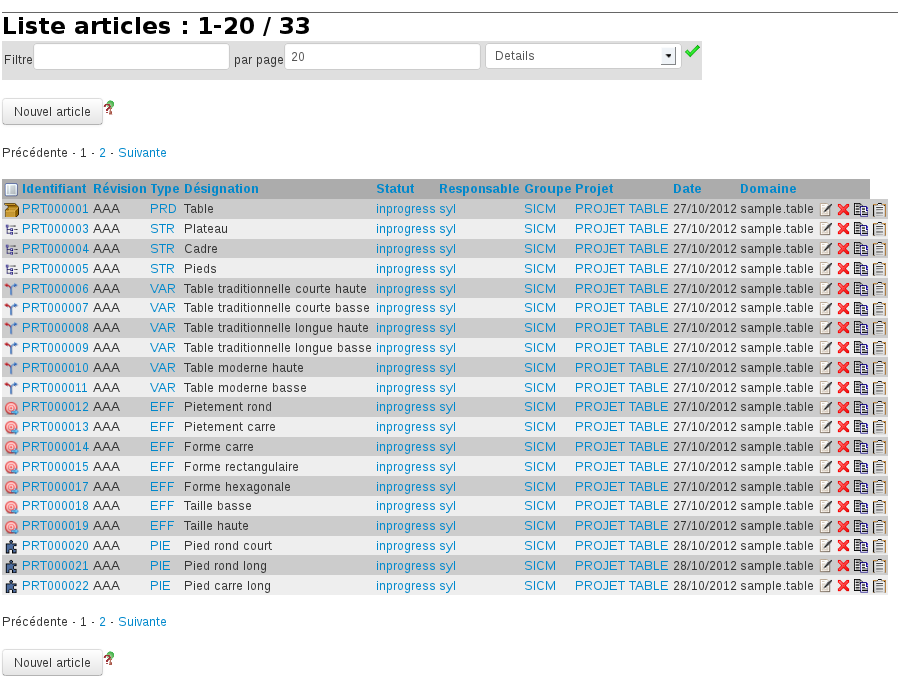 Liste articles : 1-20 / 33
Filtre par page 20 Details
Nouvel article
Précédente - 1 - 2 - Suivante
Identifiant Révision Type Désignation Statut Responsable Groupe Projet Date Domaine
PRT000001 AAA PRD Table inprogress syl SICM PROJET TABLE 27/10/2012 sample.table
PRT000003 AAA STR Plateau inprogress syl SICM PROJET TABLE 27/10/2012 sample.table
PRT000004 AAA STR Cadre inprogress syl SICM PROJET TABLE 27/10/2012 sample.table
PRT000005 AAA STR Pieds inprogress syl SICM PROJET TABLE 27/10/2012 sample.table
PRT000006 AAA VAR Table traditionnelle courte haute inprogress syl SICM PROJET TABLE 27/10/2012 sample.table
PRT000007 AAA VAR Table traditionnelle courte basse inprogress syl SICM PROJET TABLE 27/10/2012 sample.table
PRT000008 AAA VAR Table traditionnelle longue haute inprogress syl SICM PROJET TABLE 27/10/2012 sample.table
PRT000009 AAA VAR Table traditionnelle longue basse inprogress syl SICM PROJET TABLE 27/10/2012 sample.table
PRT000010 AAA VAR Table moderne haute inprogress syl SICM PROJET TABLE 27/10/2012 sample.table
PRT000011 AAA VAR Table moderne basse inprogress syl SICM PROJET TABLE 27/10/2012 sample.table
PRT000012 AAA EFF Pietement rond inprogress syl SICM PROJET TABLE 27/10/2012 sample.table
PRT000013 AAA EFF Pietement carre inprogress syl SICM PROJET TABLE 27/10/2012 sample.table
PRT000014 AAA EFF Forme carre inprogress syl SICM PROJET TABLE 27/10/2012 sample.table
PRT000015 AAA EFF Forme rectangulaire inprogress syl SICM PROJET TABLE 27/10/2012 sample.table
PRT000017 AAA EFF Forme hexagonale inprogress syl SICM PROJET TABLE 27/10/2012 sample.table
PRT000018 AAA EFF Taille basse inprogress syl SICM PROJET TABLE 27/10/2012 sample.table
PRT000019 AAA EFF Taille haute inprogress syl SICM PROJET TABLE 27/10/2012 sample.table
PRT000020 AAA PIE Pied rond court inprogress syl SICM PROJET TABLE 28/10/2012 sample.table
PRT000021 AAA PIE Pied rond long inprogress syl SICM PROJET TABLE 28/10/2012 sample.table
PRT000022 AAA PIE Pied carre long inprogress syl SICM PROJET TABLE 28/10/2012 sample.table
Précédente - 1 - 2 - Suivante
Nouvel article